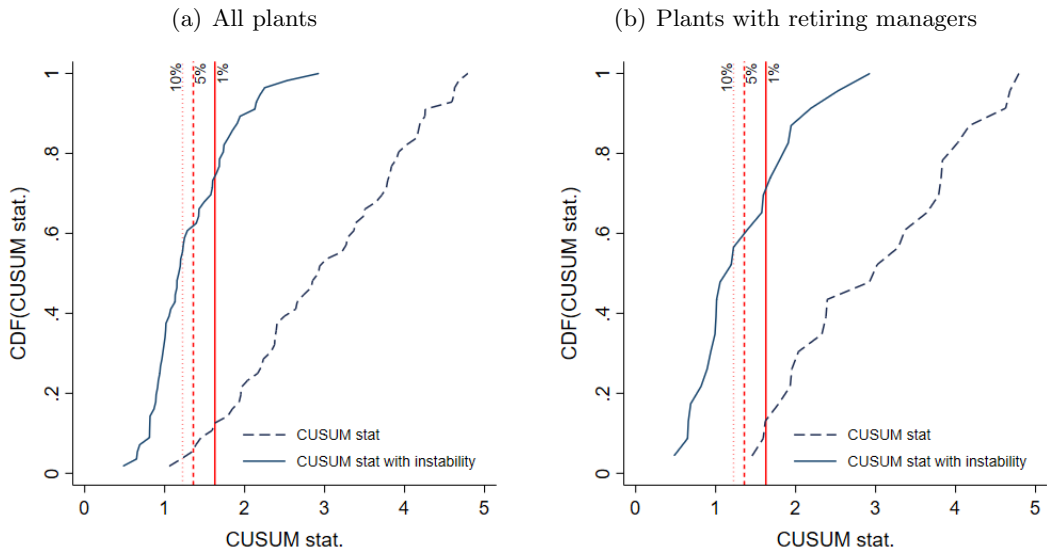 (a) All plants
10%
5%
1%
CDF(CUSUM stat.)
1
.8
.6
.4
.2
0
CUSUM stat
CUSUM stat with instability
0 1 2 3 4 5
CUSUM stat.
(b) Plants with retiring managers
10%
5%
1%
CDF(CUSUM stat.)
1
.8
.6
.4
.2
0
CUSUM stat
CUSUM stat with instability
0 1 2 3 4 5
CUSUM stat.